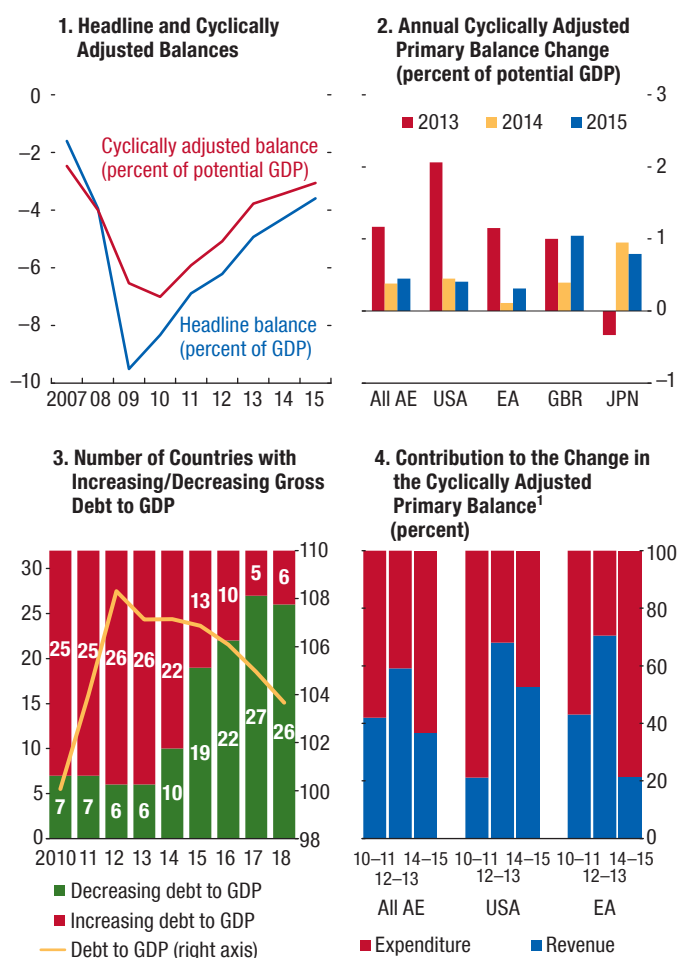 1. Headline and Cyclically
Adjusted Balances
0
–2
–4
–6
–8
–10
Cyclically adjusted balance
(percent of potential GDP)
Headline balance
(percent of GDP)
2007 08 09 10 11 12 13 14 15
2. Annual Cyclically Adjusted
Primary Balance Change
(percent of potential GDP)
3
2
1
0
–1
2013 2014 2015
All AE USA EA GBR JPN
3. Number of Countries with
Increasing/Decreasing Gross
Debt to GDP
30
25
20
15
10
5
0
110
108
106
104
102
100
98
25 25 26 26 22 13 10 5 6
7 7 6 6 10 19 22 27 26
2010 11 12 13 14 15 16 17 18
Decreasing debt to GDP
Increasing debt to GDP
Debt to GDP (right axis)
4. Contribution to the Change in
the Cyclically Adjusted
Primary Balance1
(percent)
100
80
60
40
20
0
10–11 14–15 10–11 14–15 10–11 14–15
12–13 12–13 12–13
All AE USA EA
Expenditure Revenue